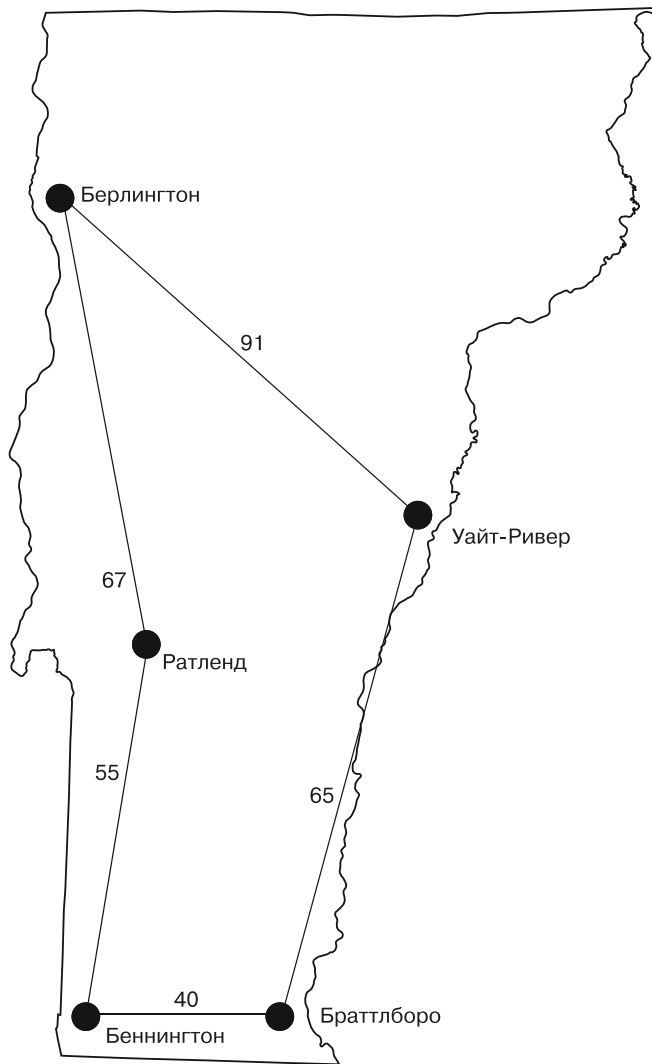 Берлингтон
91
Уайт-Ривер
67
Ратленд
55
65
40
Беннингтон
Браттлборо